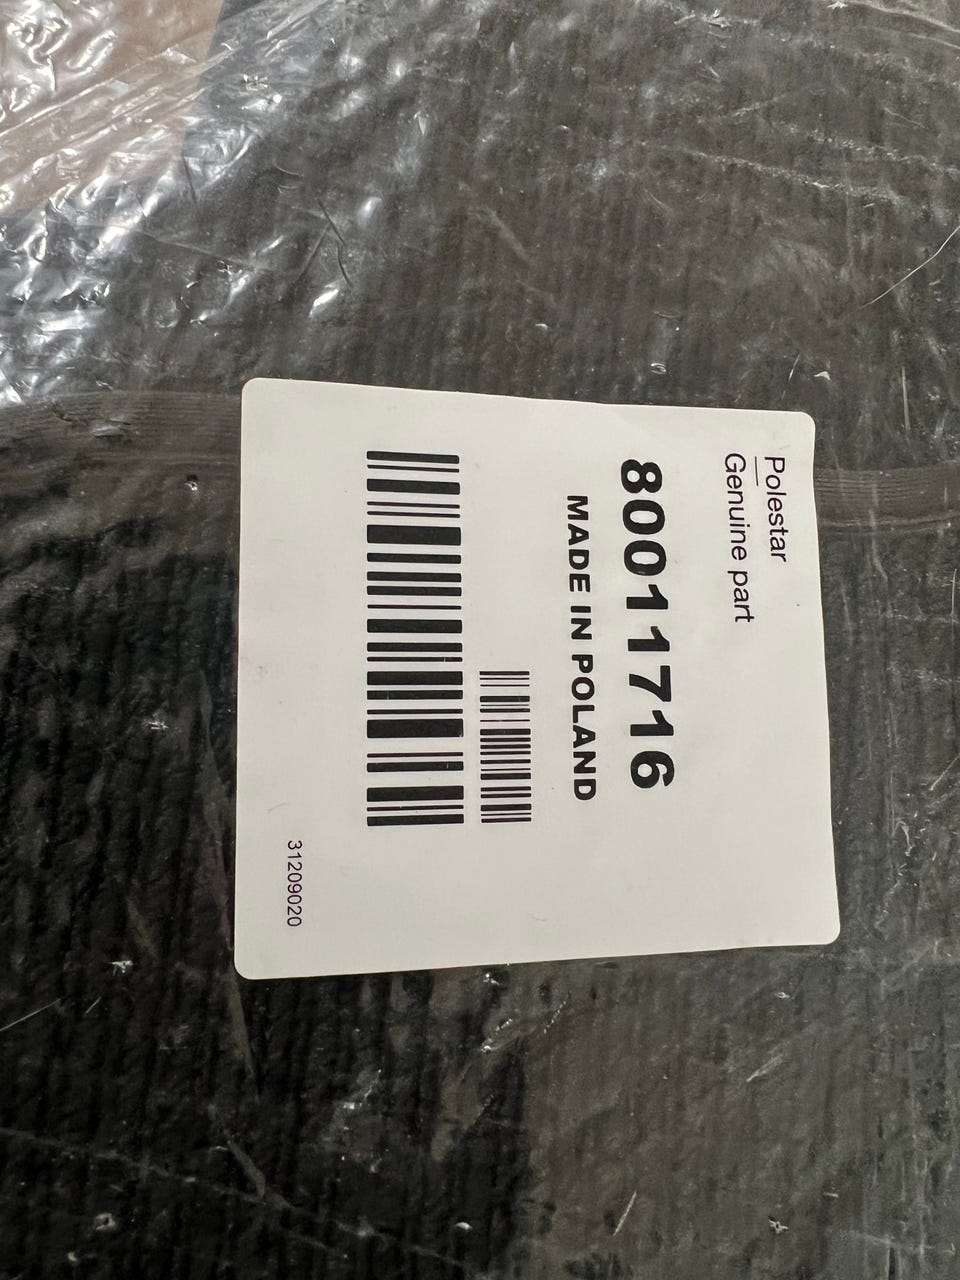 Polestar
Genuine part
80011716
MADE IN POLAND
31209020